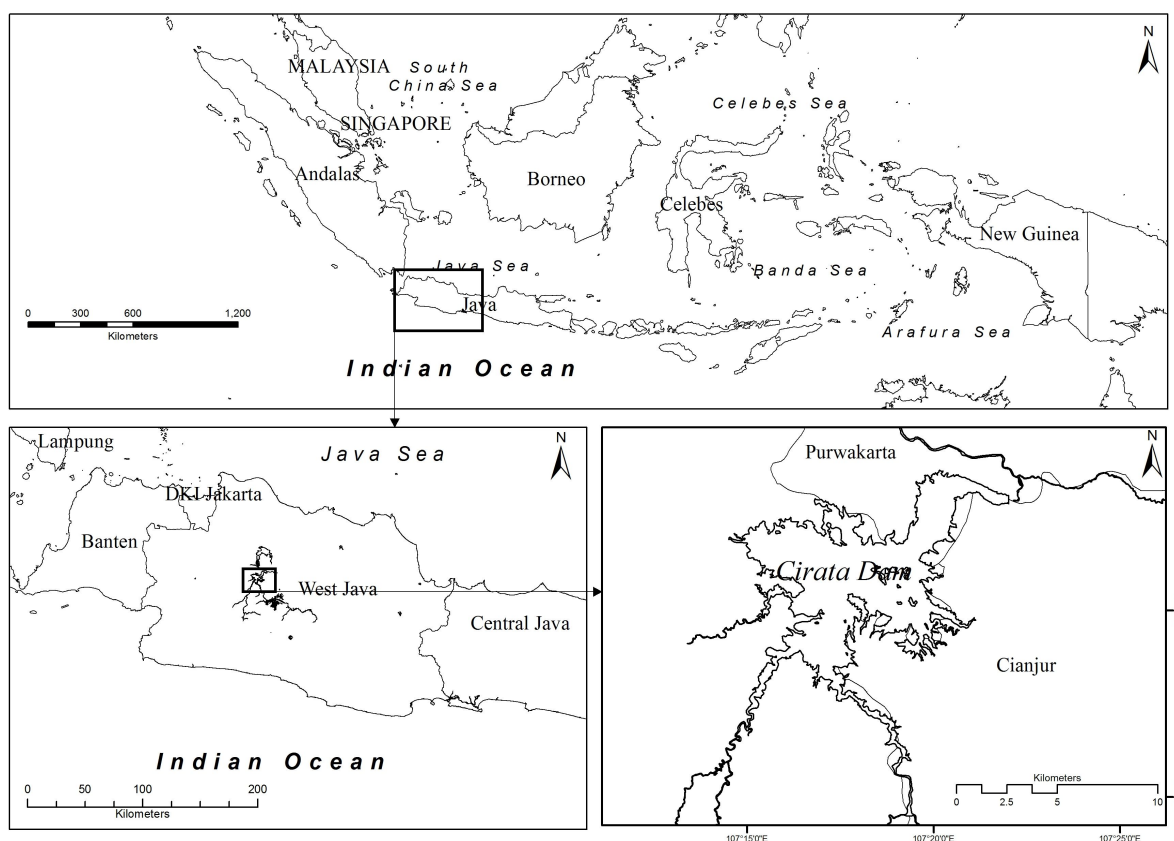 N
MALAYSIA
South
China Sea
Celebes Sea
SINGAPORE
Andalas
Borneo
Celebes
New Guinea
Java Sea
Banda Sea
Java
0 300 600 1,200
Kilometers
Arafura Sea
Indian Ocean
Lampung
Java Sea
N
DKI Jakarta
Banten
West Java
Central Java
Indian Ocean
0 50 100 200
Kilometers
Purwakarta
N
Cirata Dam
Cianjur
Kilometers
0 2.5 5 10
107°15'0"E 107°20'0"E 107°25'0"E